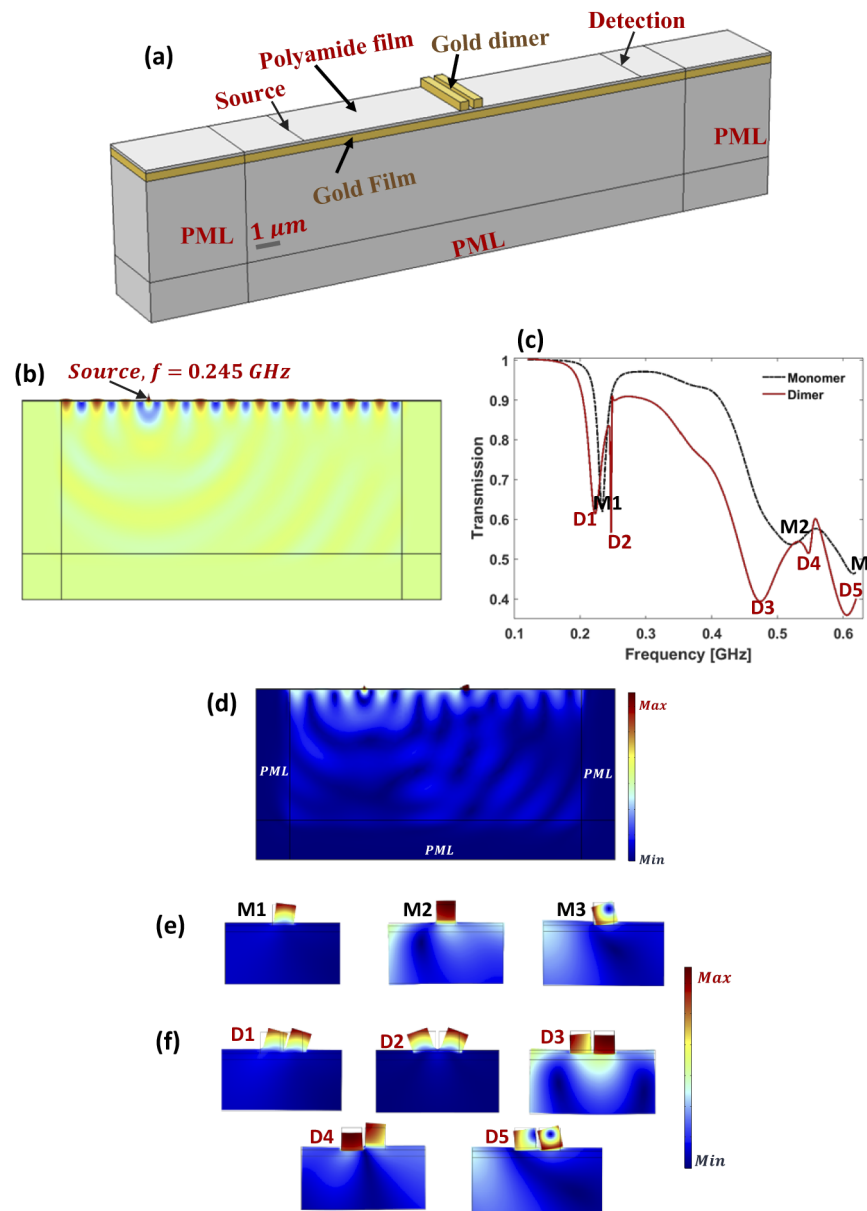 (a)
Polyamide film
Gold dimer
Detection
Source
Gold Film
PML
1 μm
PML
PML
(b)
Source, f = 0.245 GHz
(c)
Transmission
1.0
0.9
0.8
0.7
0.6
0.5
0.4
Monomer
Dimer
D1
M1
D2
D3
M2
D4
M
D5
0.1
0.2
0.3
0.4
0.5
0.6
Frequency [GHz]
(d)
PML
PML
PML
Max
Min
(e)
M1
M2
M3
(f)
D1
D2
D3
D4
D5
Max
Min